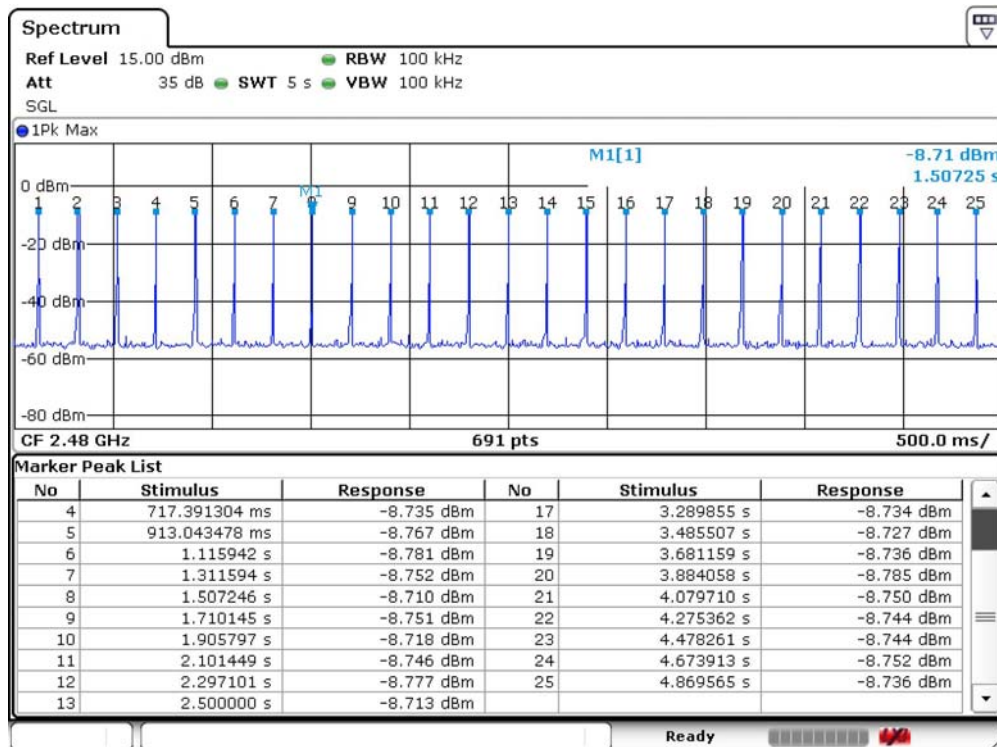 Spectrum
Ref Level 15.00 dBm RBW 100 kHz
Att 35 dB SWT 5 s VBW 100 kHz
SGL
1Pk Max
M1[1] -8.71 dBm
1.50725 s
0 dBm
M1
1 2 3 4 5 6 7 8 9 10 11 12 13 14 15 16 17 18 19 20 21 22 23 24 25
-20 dBm
-40 dBm
-60 dBm
-80 dBm
CF 2.48 GHz 691 pts 500.0 ms/
Marker Peak List
No Stimulus Response No Stimulus Response
4 717.391304 ms -8.735 dBm 17 3.289855 s -8.734 dBm
5 913.043478 ms -8.767 dBm 18 3.485507 s -8.727 dBm
6 1.115942 s -8.781 dBm 19 3.681159 s -8.736 dBm
7 1.311594 s -8.752 dBm 20 3.884058 s -8.785 dBm
8 1.507246 s -8.710 dBm 21 4.079710 s -8.750 dBm
9 1.710145 s -8.751 dBm 22 4.275362 s -8.744 dBm
10 1.905797 s -8.718 dBm 23 4.478261 s -8.744 dBm
11 2.101449 s -8.746 dBm 24 4.673913 s -8.752 dBm
12 2.297101 s -8.777 dBm 25 4.869565 s -8.736 dBm
13 2.500000 s -8.713 dBm
Ready